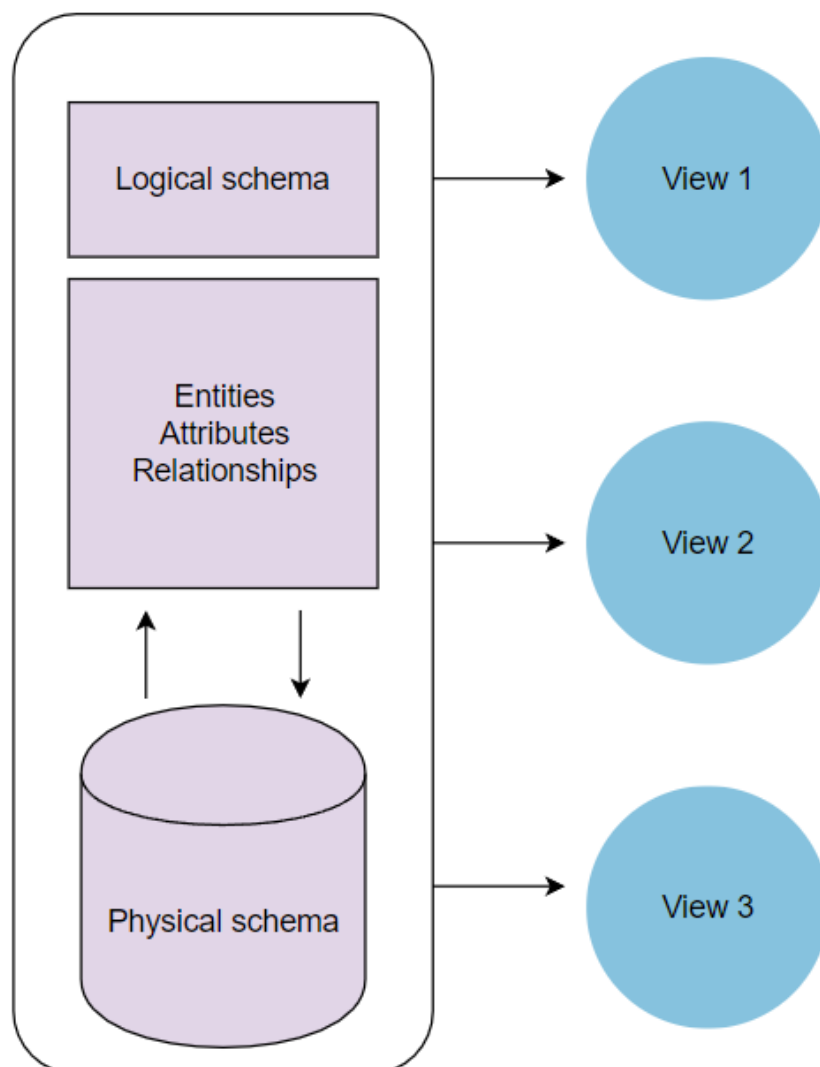 Logical schema
View 1
Entities
Attributes
Relationships
View 2
Physical schema
View 3